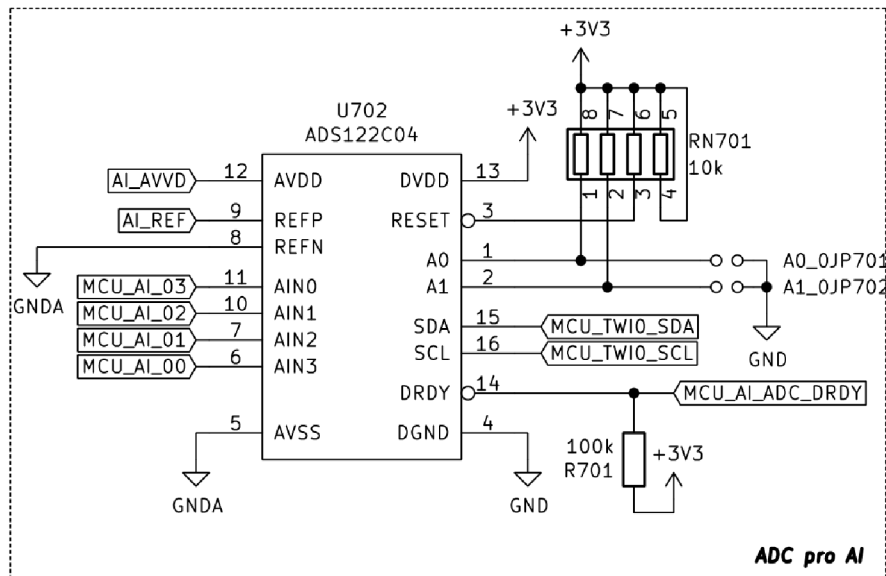 +3V3
U702
ADS122C04
+3V3
8 7 6 5
RN701
10k
1 2 3 4
AI_AVVD 12 AVDD DVDD 13
AI_REF 9 REFP RESET 3
8 REFN
A0 1 A0_0JP701
GNDA
MCU_AI_03 11 AIN0 A1 2 A1_0JP702
MCU_AI_02 10 AIN1
MCU_AI_01 7 AIN2 SDA 15 MCU_TWI0_SDA
MCU_AI_00 6 AIN3 SCL 16 MCU_TWI0_SCL
GND
DRDY 14 MCU_AI_ADC_DRDY
5 AVSS DGND 4
100k
R701
+3V3
GNDA
GND
ADC pro AI